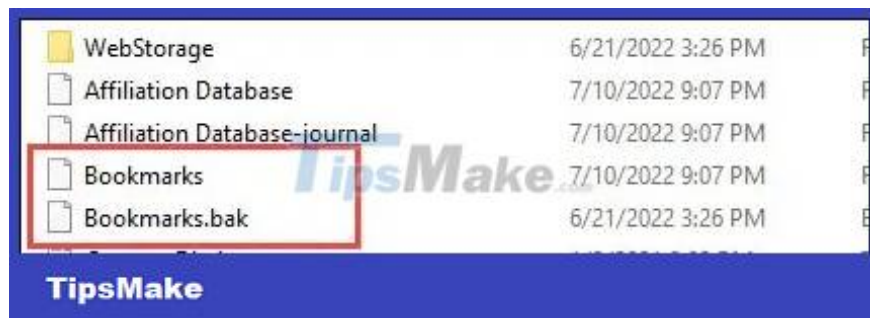 WebStorage 6/21/2022 3:26 PM
Affiliation Database 7/10/2022 9:07 PM
Affiliation Database-journal 7/10/2022 9:07 PM
TipsMake.com
Bookmarks 7/10/2022 9:07 PM
Bookmarks.bak 6/21/2022 3:26 PM
TipsMake